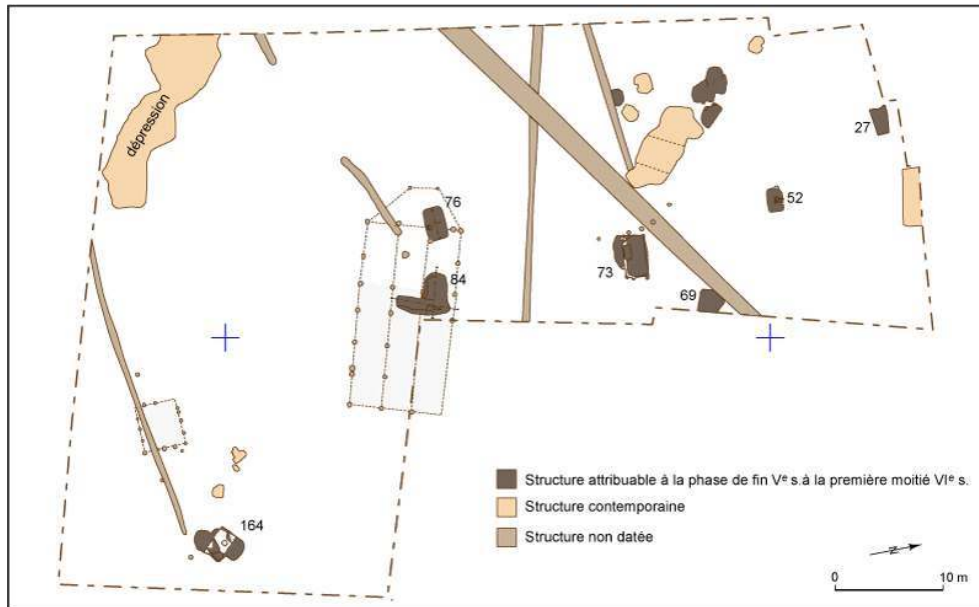 dépression
27
76
52
84
73
69
164
Structure attribuable à la phase de fin Ve s.à la première moitié VIe s.
Structure contemporaine
Structure non datée
N
0 10 m